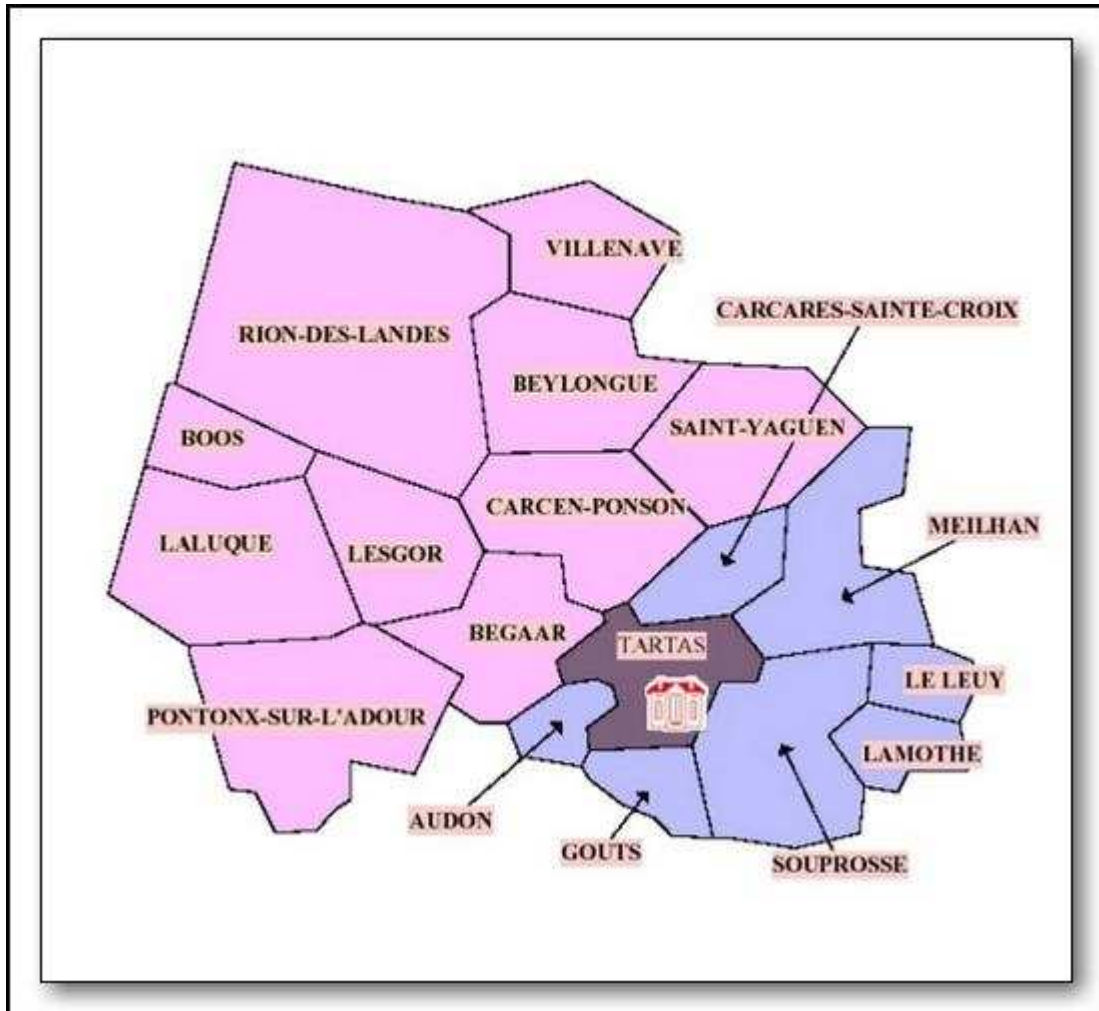 VILLENAVE
CARCARES-SAINTE-CROIX
RION-DES-LANDES
BEYLONGUE
SAINT-YAGUEN
BOOS
CARCEN-PONSON
MEILHAN
LALUQUE
LESGOR
BEGAAR
TARTAS
LE LEUY
PONTONX-SUR-L'ADOUR
LAMOTHE
AUDON
GOUTS
SOUPROSSE